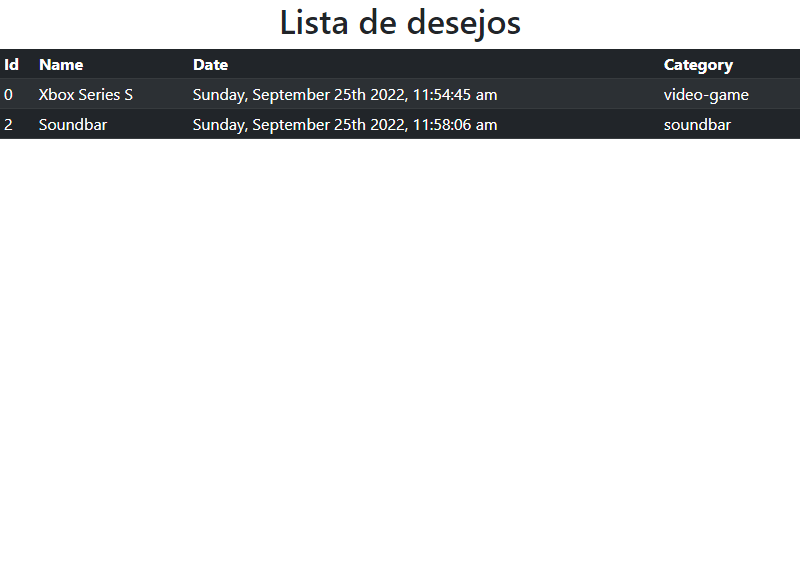 Lista de desejos
Id Name Date Category
0 Xbox Series S Sunday, September 25th 2022, 11:54:45 am video-game
2 Soundbar Sunday, September 25th 2022, 11:58:06 am soundbar